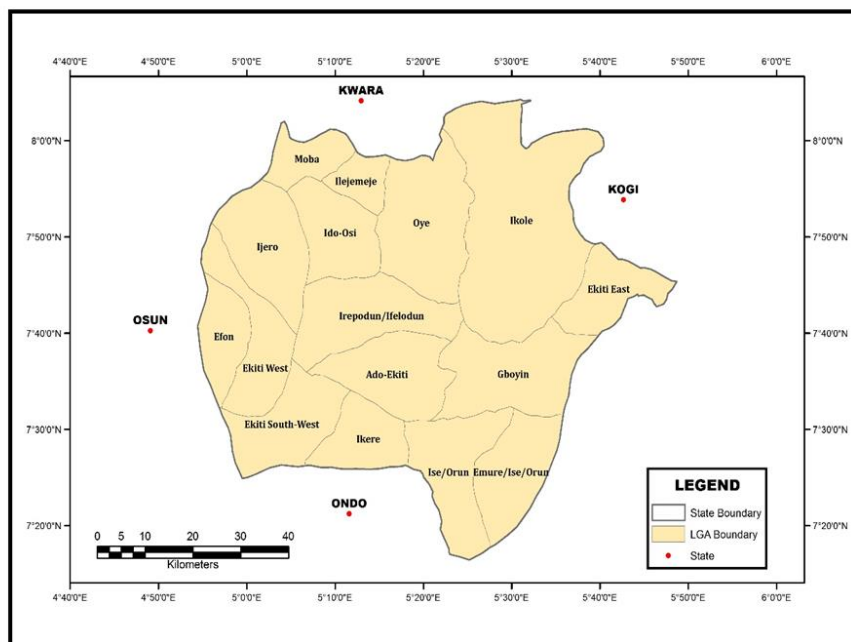 4°40'0"E 4°50'0"E 5°0'0"E 5°10'0"E 5°20'0"E 5°30'0"E 5°40'0"E 5°50'0"E 6°0'0"E
KWARA
8°0'0"N 8°0'0"N
Moba
Ilejemeje
KOGI
Oye
Ikole
Ido-Osi
7°50'0"N 7°50'0"N
Ijero
Ekiti East
Irepodun/Ifelodun
OSUN
7°40'0"N 7°40'0"N
Efon
Ekiti West
Ado-Ekiti
Gboyin
7°30'0"N 7°30'0"N
Ekiti South-West
Ikere
Ise/Orun
Emure/Ise/Orun
ONDO
7°20'0"N 7°20'0"N
LEGEND
State Boundary
LGA Boundary
State
0 5 10 20 30 40
Kilometers
4°40'0"E 4°50'0"E 5°0'0"E 5°10'0"E 5°20'0"E 5°30'0"E 5°40'0"E 5°50'0"E 6°0'0"E